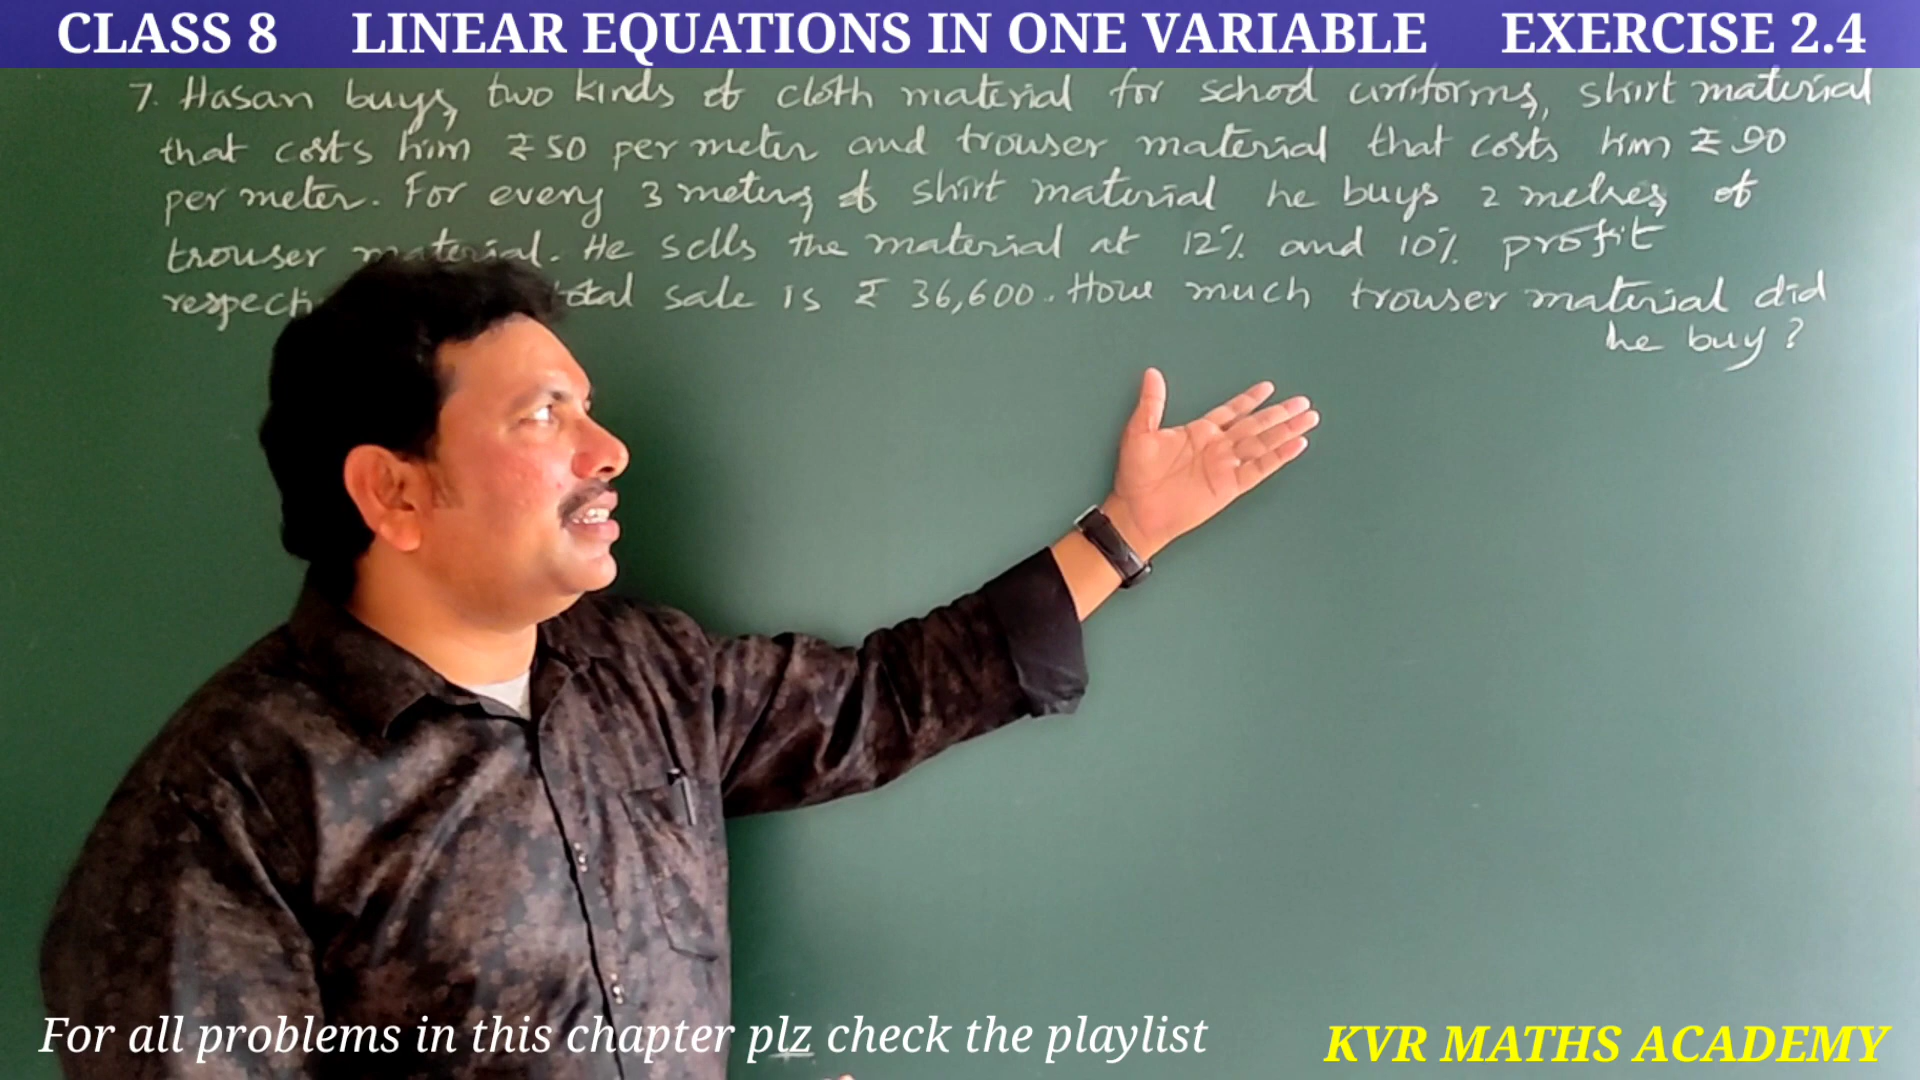 CLASS 8 LINEAR EQUATIONS IN ONE VARIABLE EXERCISE 2.4
7. Hasan buys two kinds of cloth material for school uniforms, shirt material
that costs him ₹ 50 per meter and trouser material that costs him ₹ 90
per meter. For every 3 meters of shirt material he buys 2 metres of
trouser material. He sells the material at 12% and 10% profit
total sale is ₹ 36,600. How much trouser material did
he buy?
For all problems in this chapter plz check the playlist
KVR MATHS ACADEMY